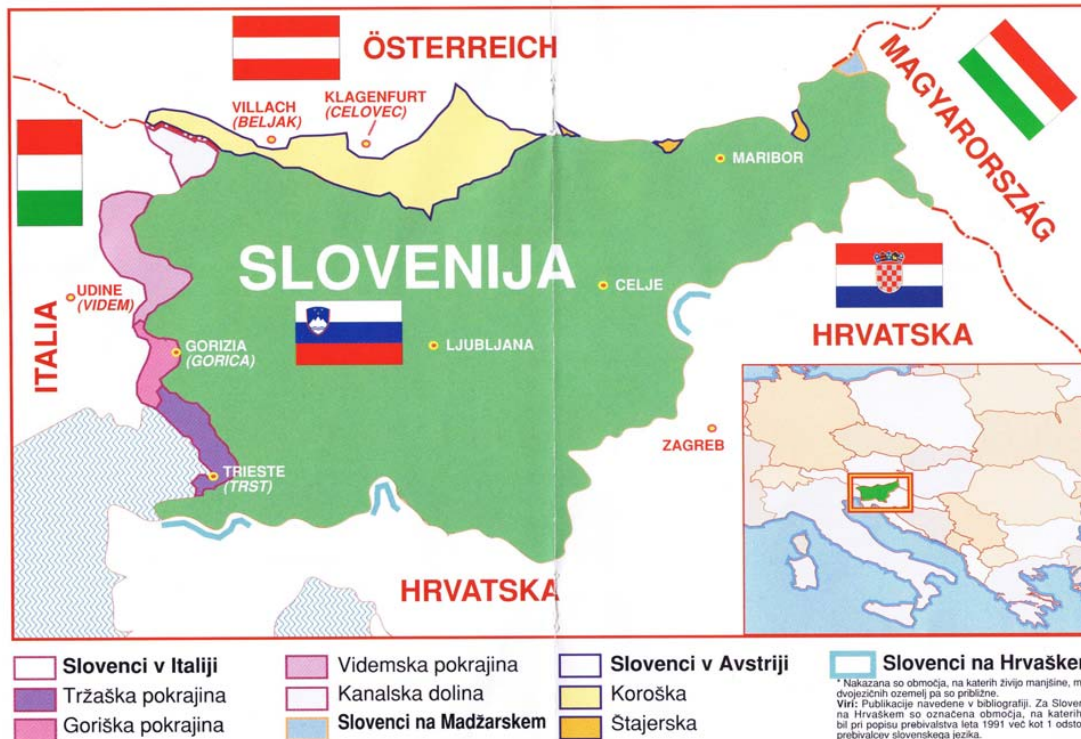 ÖSTERREICH
MAGYARORSZÁG
VILLACH
(BELJAK)
KLAGENFURT
(CELOVEC)
MARIBOR
SLOVENIJA
CELJE
UDINE
(VIDEM)
ITALIA
GORIZIA
(GORICA)
LJUBLJANA
HRVATSKA
ZAGREB
TRIESTE
(TRST)
HRVATSKA
Slovenci v Italiji
Tržaška pokrajina
Goriška pokrajina
Videmska pokrajina
Kanalska dolina
Slovenci na Madžarskem
Slovenci v Avstriji
Koroška
Štajerska
Slovenci na Hrvaškem
* Nakazana so območja, na katerih živijo manjšine, m
dvojezičnih ozemelj pa so približne.
Viri: Publikacije navedene v bibliografiji. Za Sloven
na Hrvaškem so označena območja, na katerih
bil pri popisu prebivalstva leta 1991 več kot 1 odsto
prebivalcev slovenskega jezika.